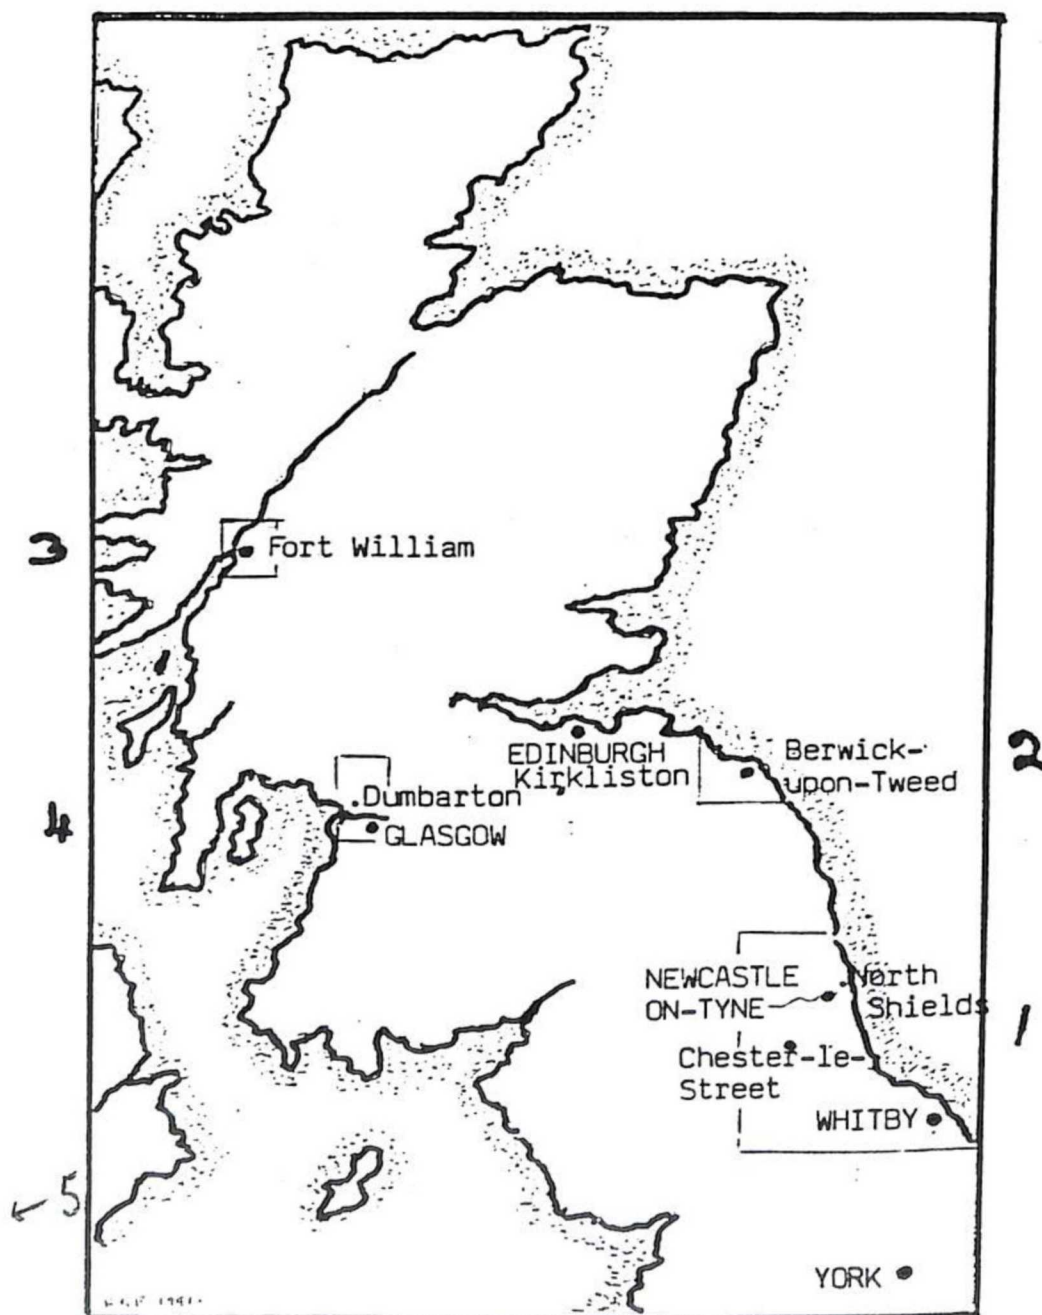 3
Fort William
2
EDINBURGH
Kirkliston
Berwick-
upon-Tweed
4
Dumbarton
GLASGOW
NEWCASTLE
ON-TYNE
North
Shields
1
Chester-le-
Street
WHITBY
← 5
YORK